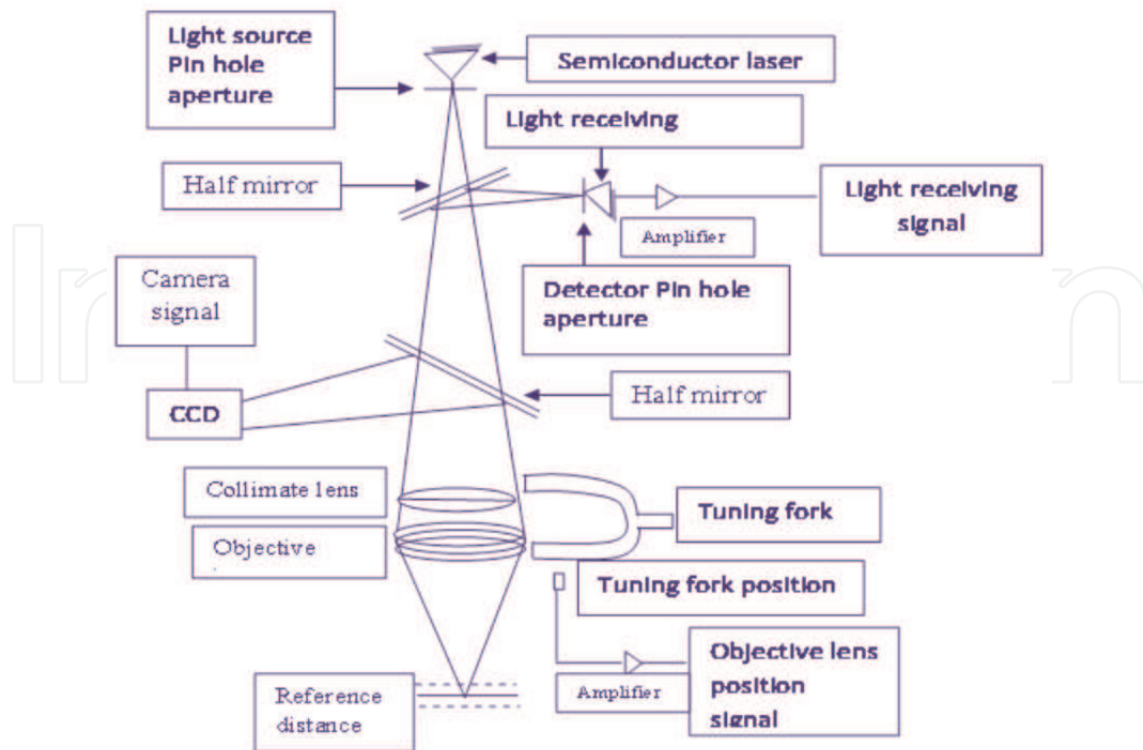 Light source
Pin hole
aperture
Semiconductor laser
Light receiving
Half mirror
Light receiving
signal
Amplifier
Camera
signal
Detector Pin hole
aperture
CCD
Half mirror
Collimate lens
Tuning fork
Objective
Tuning fork position
Objective lens
position
signal
Amplifier
Reference
distance